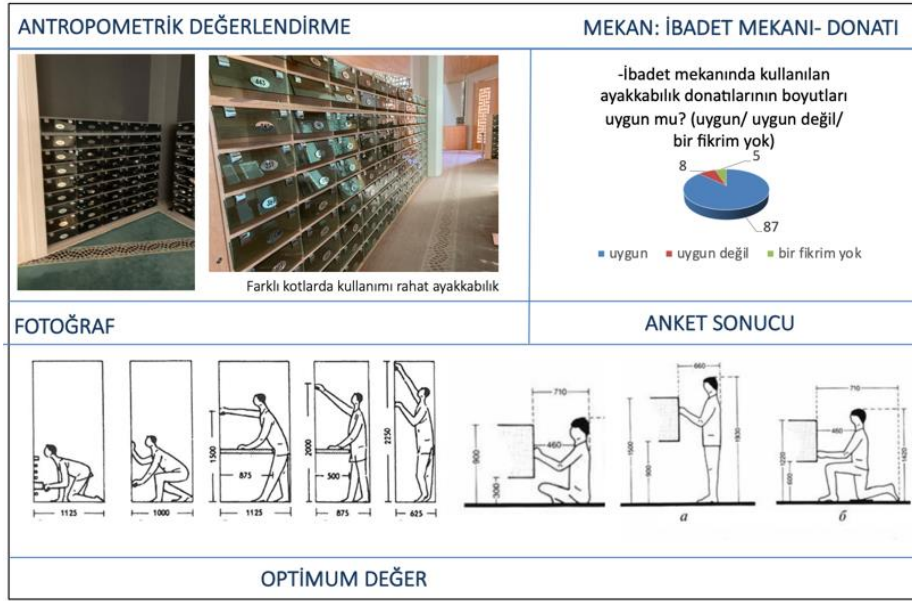 ANTROPOMETRİK DEĞERLENDİRME
MEKAN: İBADET MEKANI- DONATI
-İbadet mekanında kullanılan
ayakkabılık donatılarının boyutları
uygun mu? (uygun/ uygun değil/
bir fikrim yok)
8
5
87
uygun
uygun değil
bir fikrim yok
Farklı kotlarda kullanımı rahat ayakkabılık
FOTOĞRAF
ANKET SONUCU
1125
1000
1500
875
1125
2000
500
875
2250
625
710
900
460
300
660
1500
900
1930
a
710
460
1220
600
1420
б
OPTİMUM DEĞER